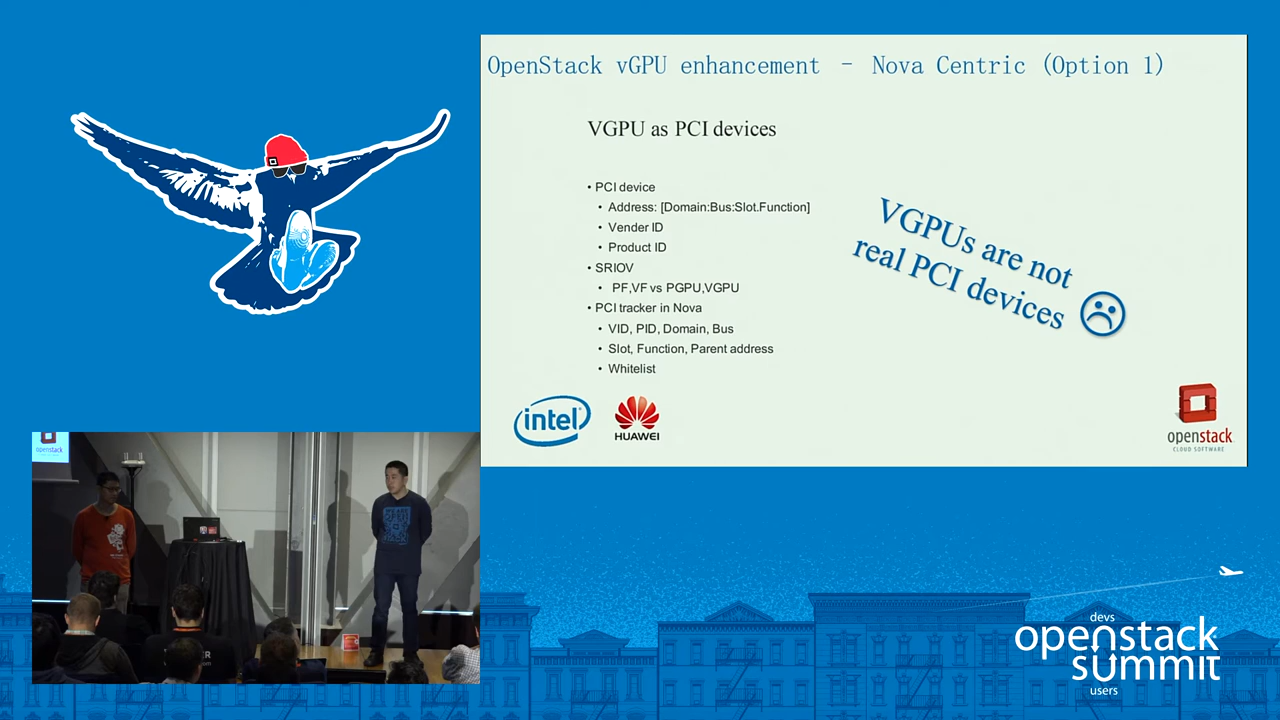 OpenStack vGPU enhancement - Nova Centric (Option 1)
VGPU as PCI devices
• PCI device
• Address: [Domain:Bus:Slot.Function]
• Vender ID
• Product ID
• SRIOV
• PF,VF vs PGPU,VGPU
• PCI tracker in Nova
• VID, PID, Domain, Bus
• Slot, Function, Parent address
• Whitelist
VGPUs are not
real PCI devices
intel
HUAWEI
openstack
CLOUD SOFTWARE
openstack
devs
openstack
summit
users